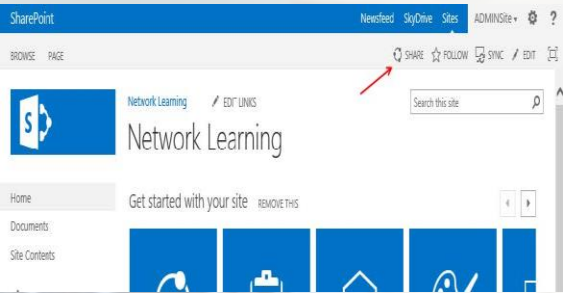 SharePoint Newsfeed SkyDrive Sites ADMINSite ?
BROWSE PAGE SHARE FOLLOW SYNC EDIT
S
Network Learning EDIT LINKS Search this site
Network Learning
Home
Get started with your site REMOVE THIS
Documents
Site Contents